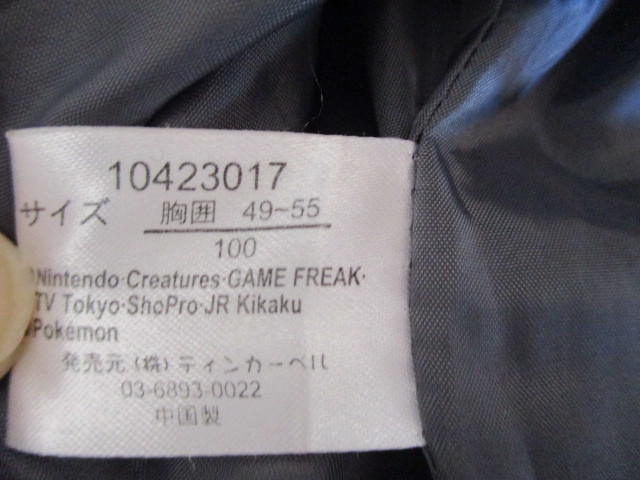 10423017
サイズ 胸囲 49~55
100
©Nintendo·Creatures·GAME FREAK·
TV Tokyo·ShoPro·JR Kikaku
©Pokémon
発売元 (株) ティンカーベル
03-6893-0022
中国製